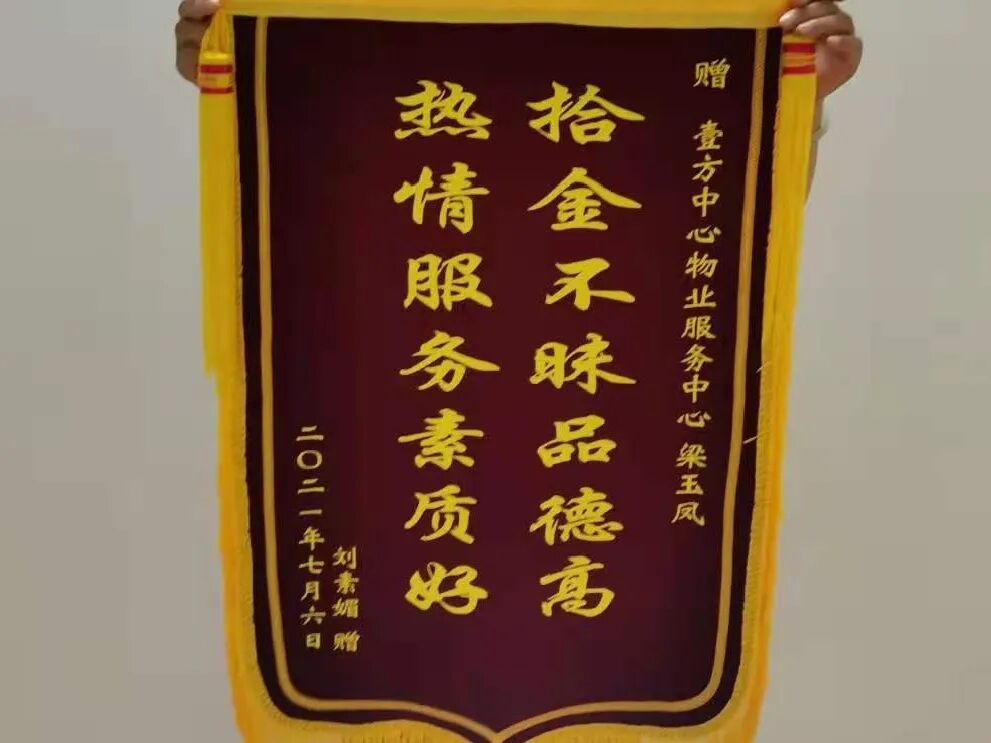 赠 壹方中心物业服务中心 梁玉凤
拾金不昧品德高
热情服务素质好
刘素媚 赠
二〇二一年七月六日